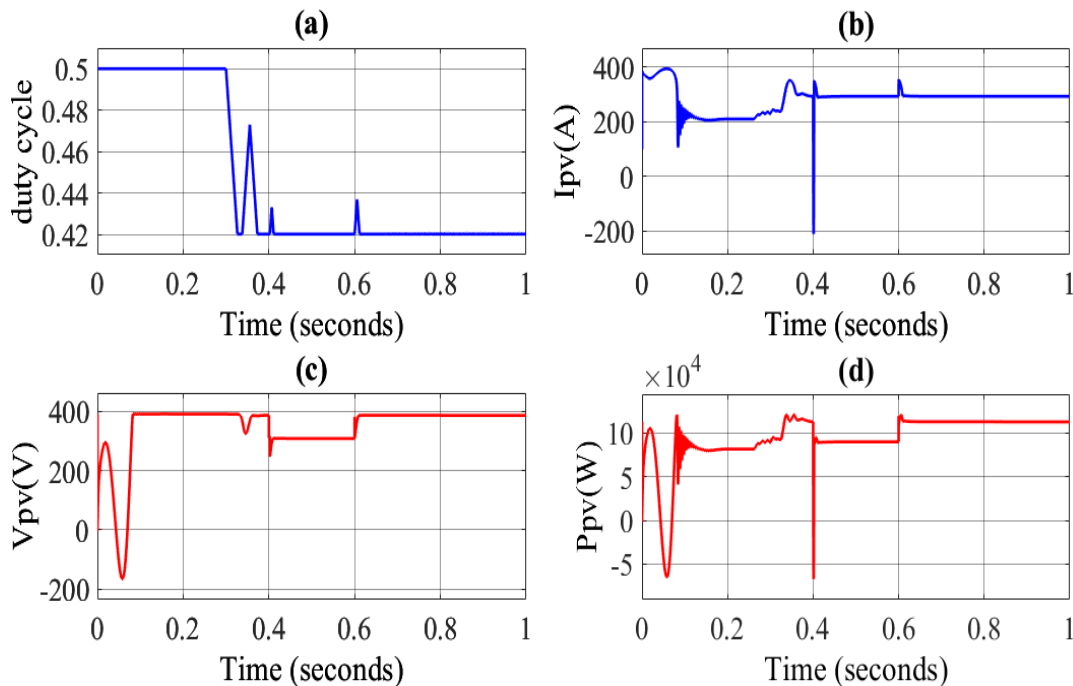 (a)
duty cycle
0.5
0.48
0.46
0.44
0.42
0 0.2 0.4 0.6 0.8 1
Time (seconds)
(b)
Ipv(A)
400
200
0
-200
0 0.2 0.4 0.6 0.8 1
Time (seconds)
(c)
Vpv(V)
400
200
0
-200
0 0.2 0.4 0.6 0.8 1
Time (seconds)
(d)
×10⁴
Ppv(W)
10
5
0
-5
0 0.2 0.4 0.6 0.8 1
Time (seconds)